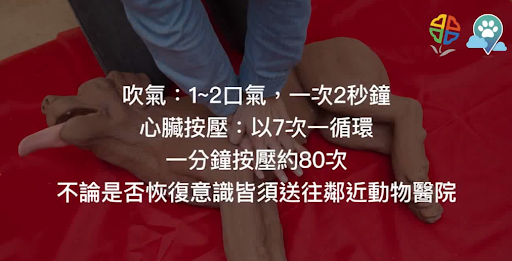 吹氣：1~2口氣，一次2秒鐘
心臟按壓：以7次一循環
一分鐘按壓約80次
不論是否恢復意識皆須送往鄰近動物醫院